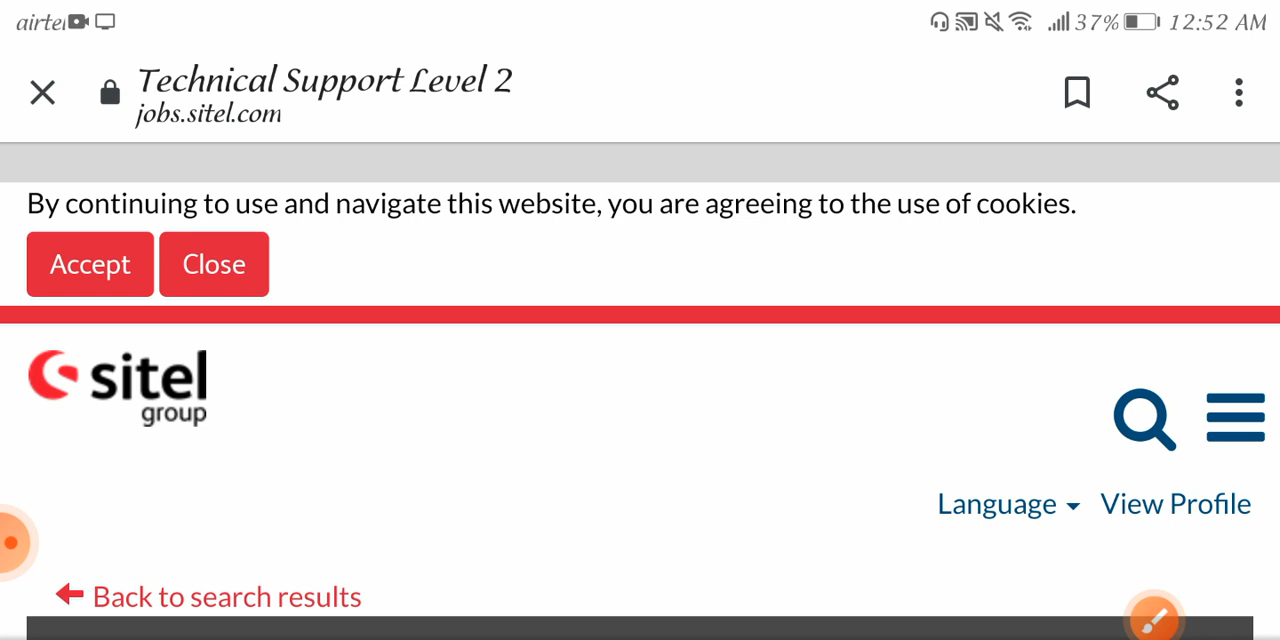 airtel 37% 12:52 AM
Technical Support Level 2
jobs.sitel.com
By continuing to use and navigate this website, you are agreeing to the use of cookies.
Accept Close
sitel
group
Language View Profile
Back to search results